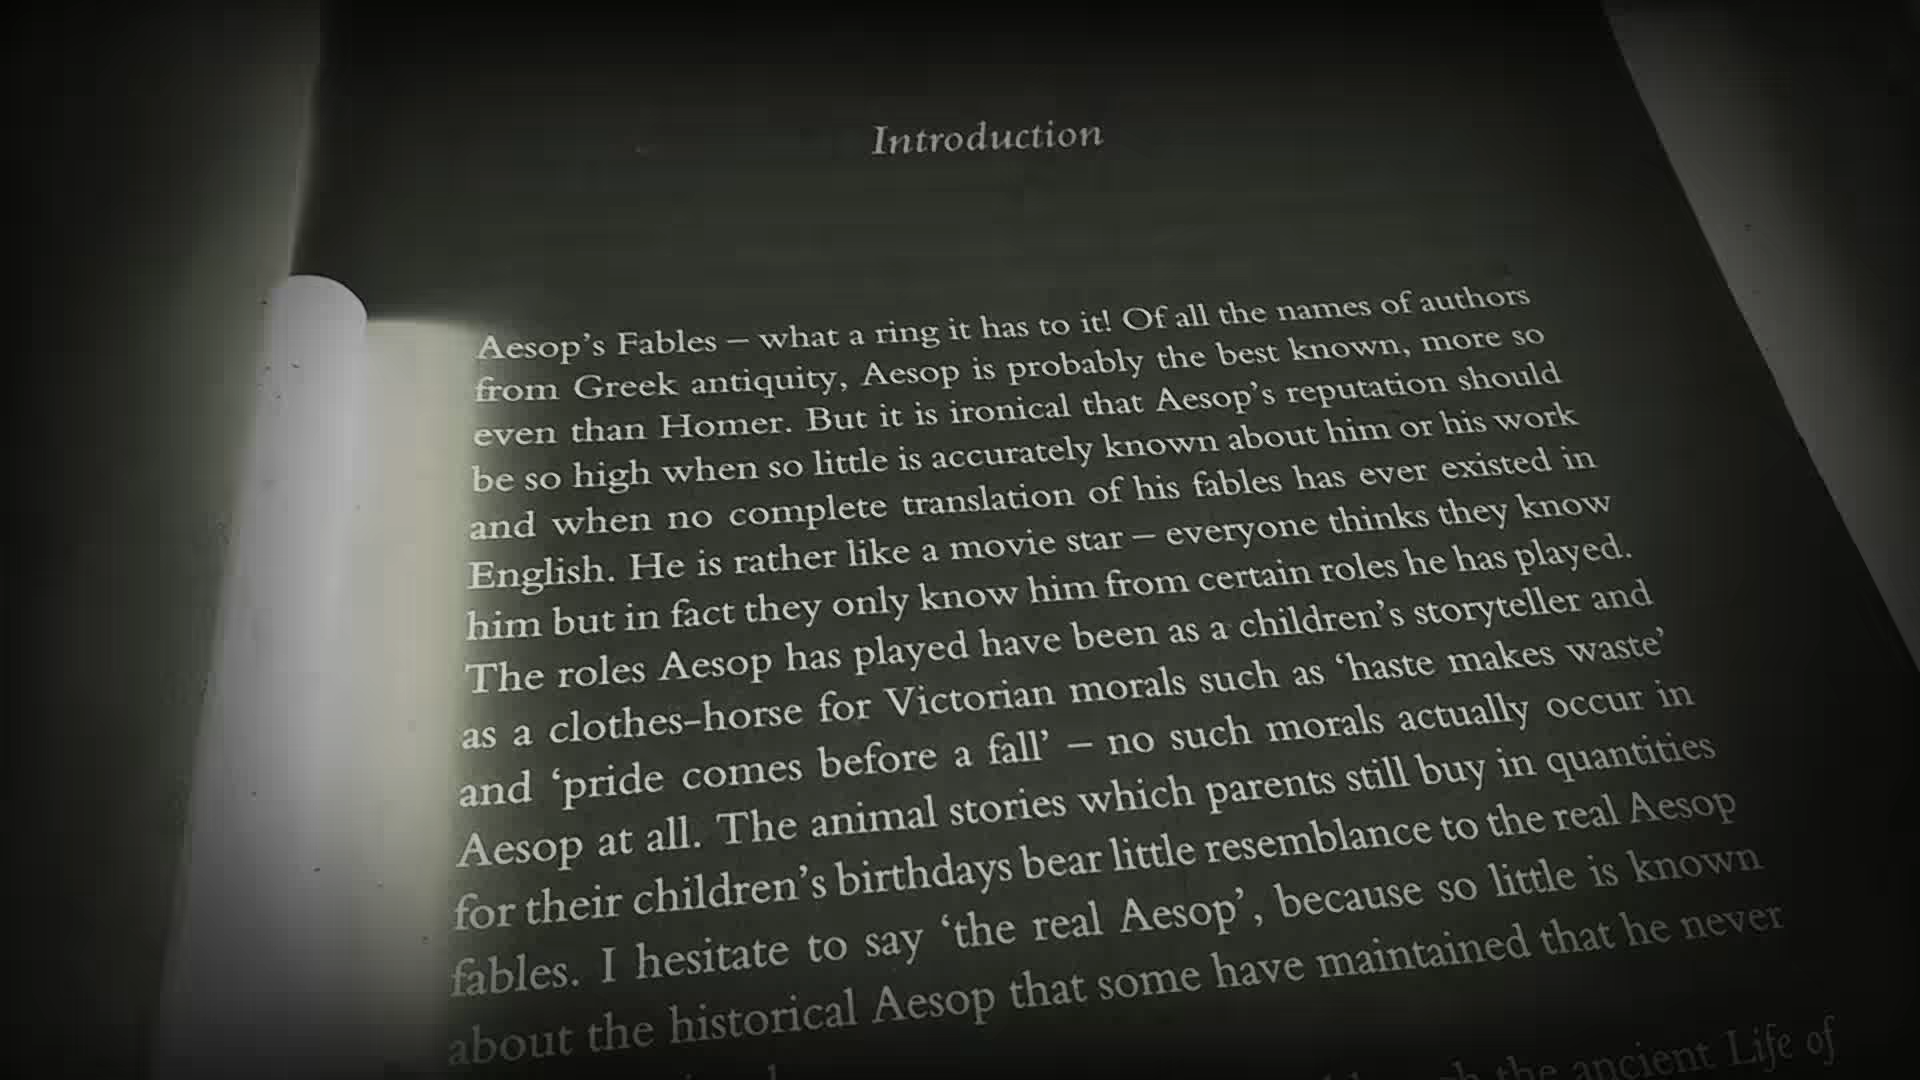 Introduction
Aesop's Fables – what a ring it has to it! Of all the names of authors
from Greek antiquity, Aesop is probably the best known, more so
even than Homer. But it is ironical that Aesop's reputation should
be so high when so little is accurately known about him or his work
and when no complete translation of his fables has ever existed in
English. He is rather like a movie star – everyone thinks they know
him but in fact they only know him from certain roles he has played.
The roles Aesop has played have been as a children's storyteller and
as a clothes-horse for Victorian morals such as ‘haste makes waste’
and ‘pride comes before a fall’ – no such morals actually occur in
Aesop at all. The animal stories which parents still buy in quantities
for their children's birthdays bear little resemblance to the real Aesop
fables. I hesitate to say ‘the real Aesop’, because so little is known
about the historical Aesop that some have maintained that he never
the ancient Life of